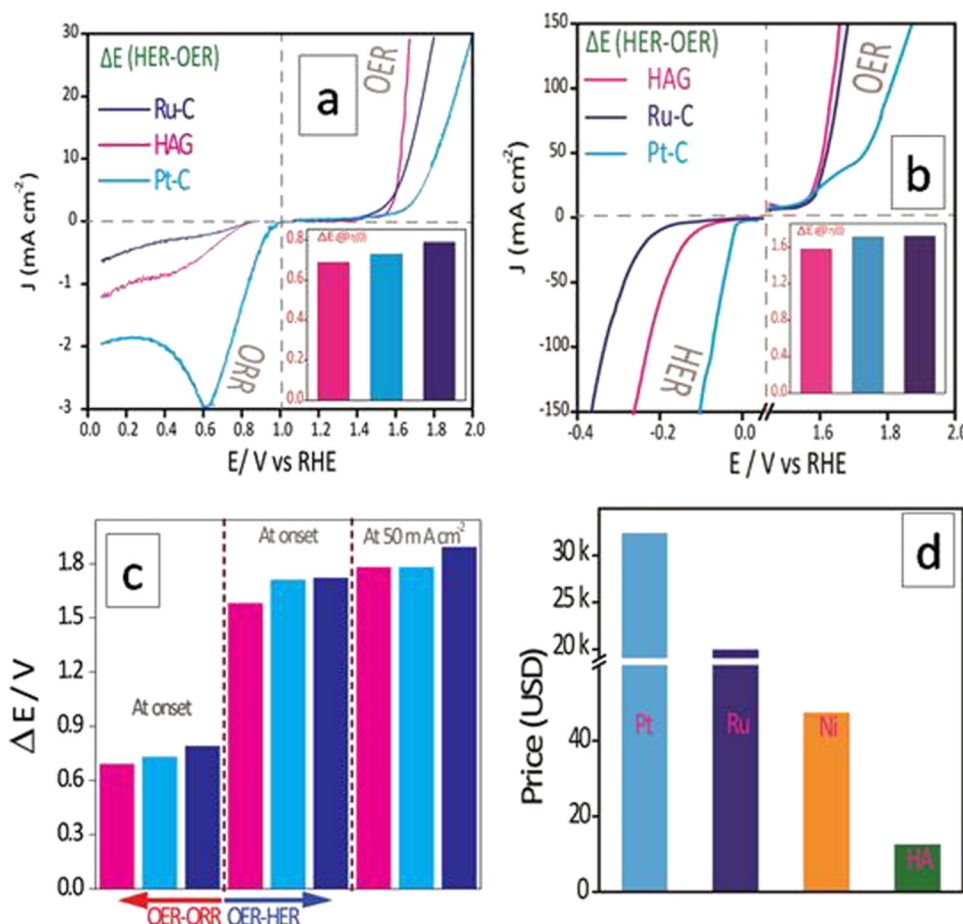 ΔE (HER-OER)
Ru-C
HAG
Pt-C
a
OER
ORR
30
20
10
0
-1
-2
-3
J (mA cm⁻²)
0.0 0.2 0.4 0.6 0.8 1.0 1.2 1.4 1.6 1.8 2.0
E/ V vs RHE
0.8
0.6
0.4
0.2
0.0
ΔE ᵢ@η(0)
ΔE (HER-OER)
HAG
Ru-C
Pt-C
b
OER
HER
150
100
50
0
-50
-100
-150
J (mA cm⁻²)
-0.4 -0.2 0.0 1.6 1.8 2.0
E / V vs RHE
1.6
1.2
0.8
0.4
0.0
ΔE ᵢ@η(0)
c
At onset
At onset
At 50 m A cm⁻²
1.8
1.5
1.2
0.9
0.6
0.3
0.0
ΔE / V
OER-ORR OER-HER
d
30 k
25 k
20 k
40
20
0
Price (USD)
Pt
Ru
Ni
HA